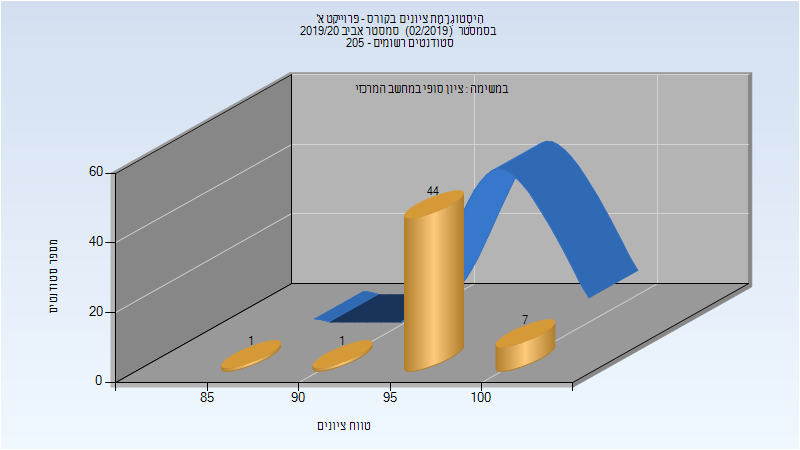 היסטוגרמת ציונים בקורס - פרוייקט א'
בסמסטר (02/2019) סמסטר אביב 2019/20
סטודנטים רשומים - 205
במשימה : ציון סופי במחשב המרכזי
מספר סטודנטים
60
40
20
0
44
7
1
1
85
90
95
100
טווח ציונים